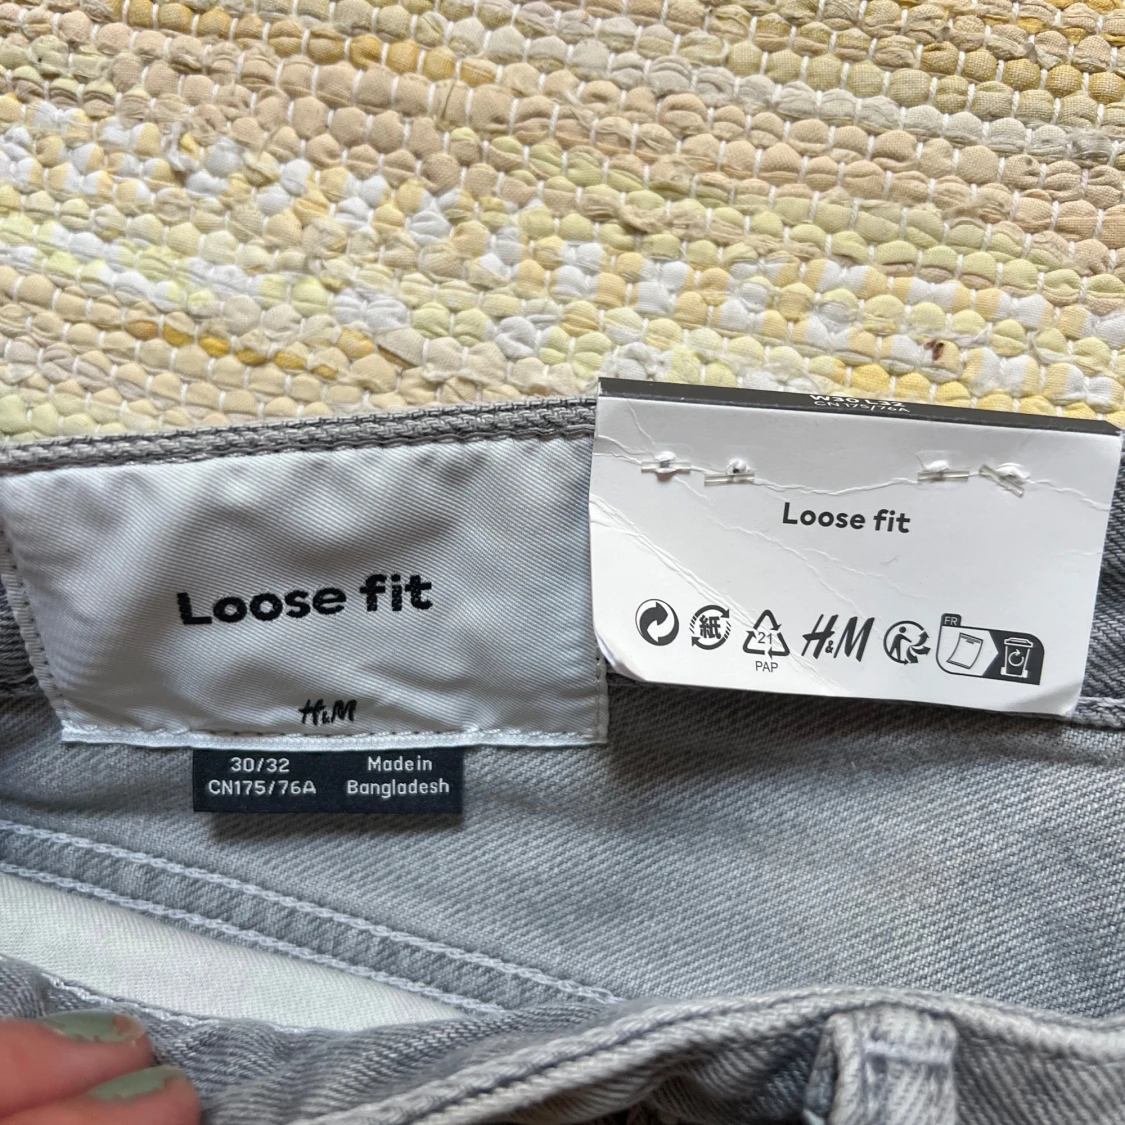 W30 L32
CN175/76A
Loose fit
紙
21
PAP
H&M
FR
Loose fit
H&M
30/32
CN175/76A
Made in
Bangladesh